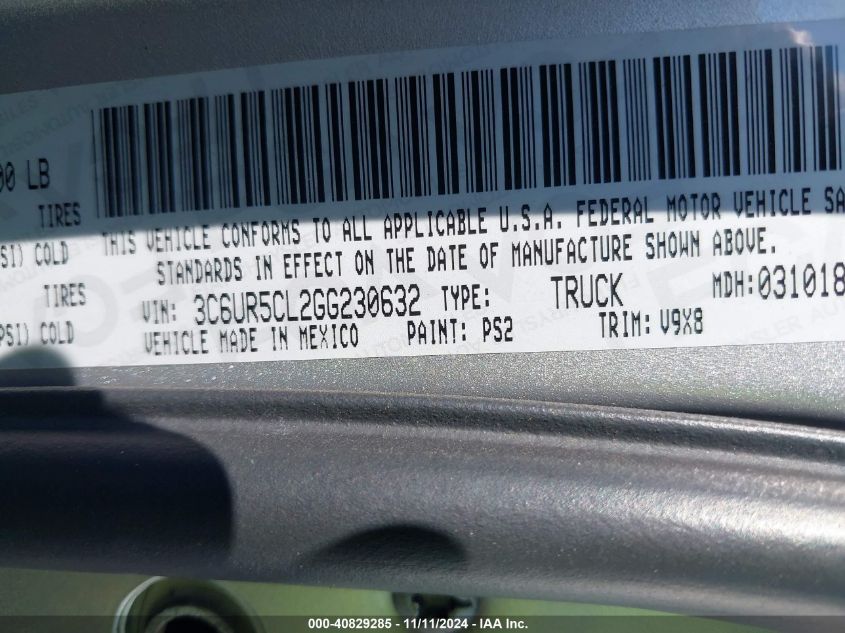 00 LB
TIRES
PSI) COLD
TIRES
PSI) COLD
THIS VEHICLE CONFORMS TO ALL APPLICABLE U.S.A. FEDERAL MOTOR VEHICLE SA
STANDARDS IN EFFECT ON THE DATE OF MANUFACTURE SHOWN ABOVE.
VIN: 3C6UR5CL2GG230632 TYPE: TRUCK MDH:031018
VEHICLE MADE IN MEXICO PAINT: PS2 TRIM: V9X8
000-40829285 - 11/11/2024 - IAA Inc.